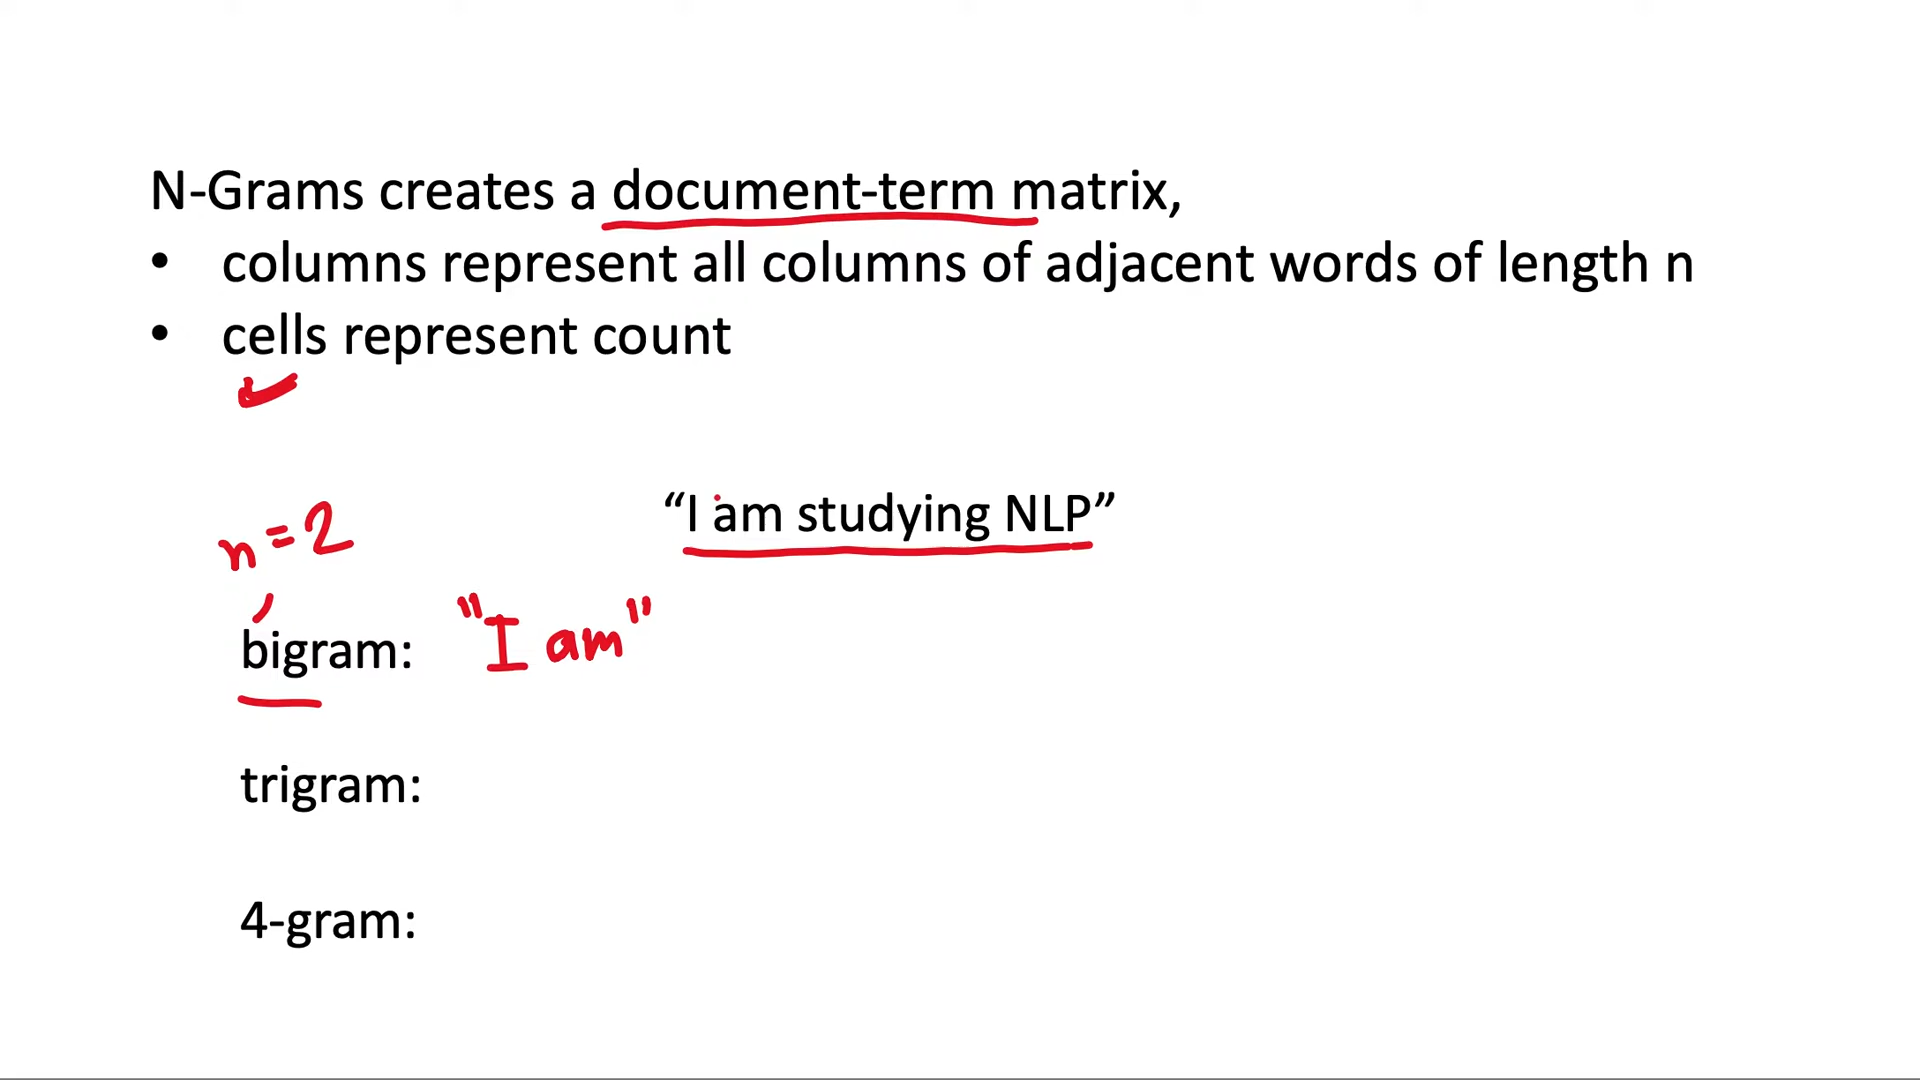 N-Grams creates a document-term matrix,
• columns represent all columns of adjacent words of length n
• cells represent count
“I am studying NLP”
n=2
bigram: "I am"
trigram:
4-gram: